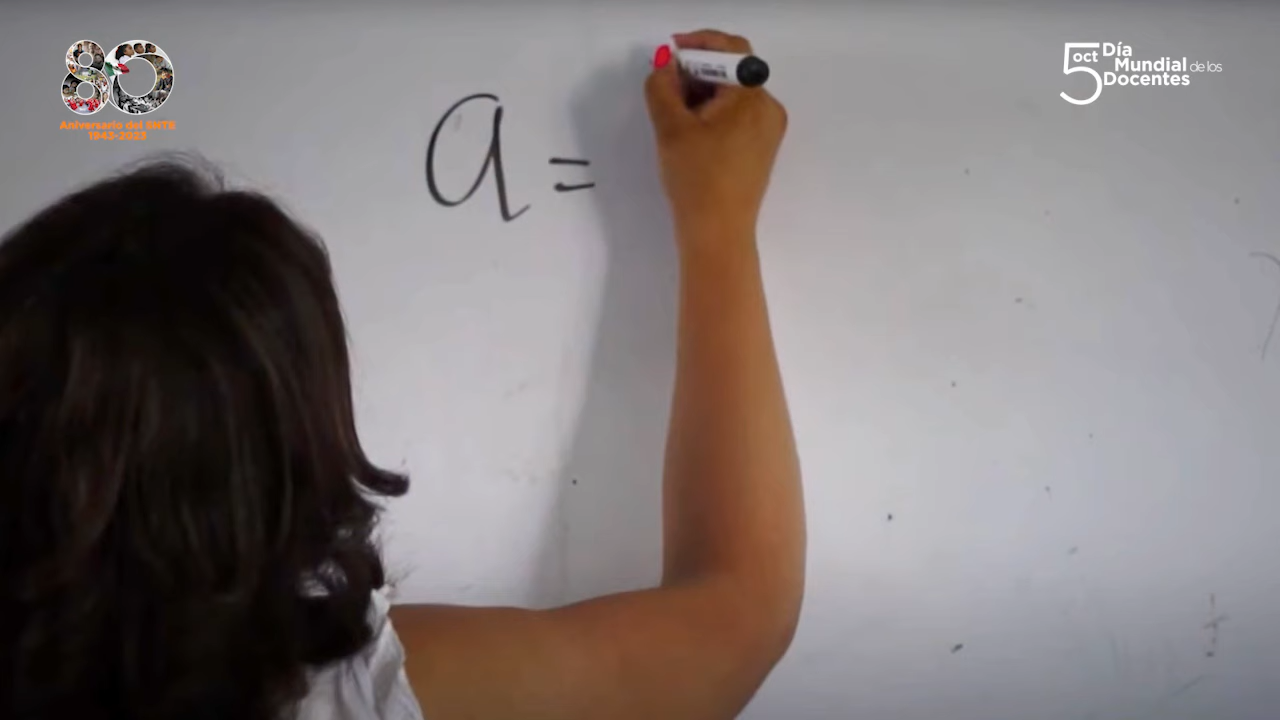 80
Aniversario del SNTE
1943-2023
5 oct Día Mundial de los Docentes
a =